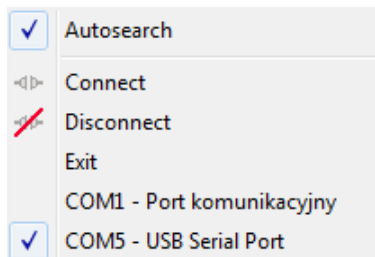 Autosearch
Connect
Disconnect
Exit
COM1 - Port komunikacyjny
COM5 - USB Serial Port